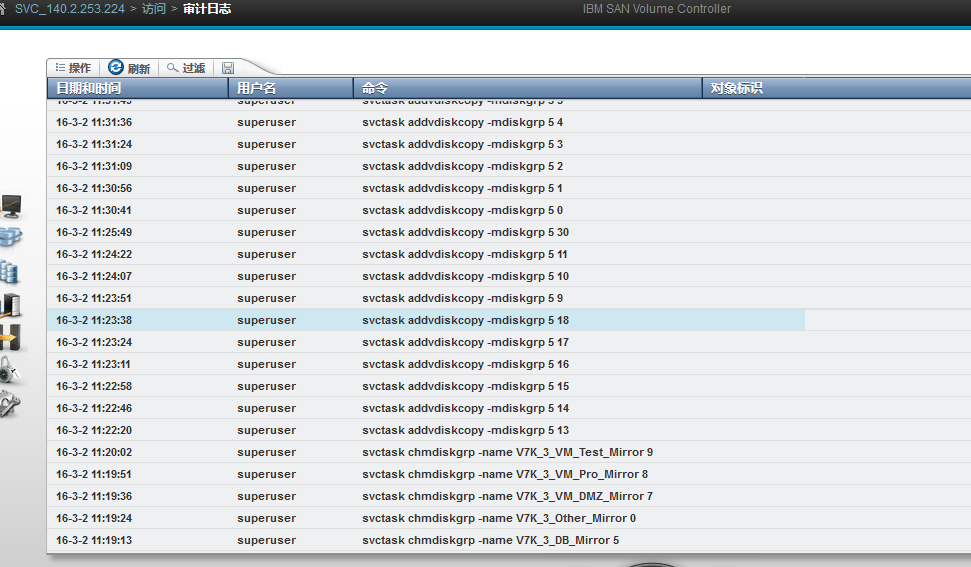 SVC_140.2.253.224 > 访问 > 审计日志 IBM SAN Volume Controller
操作 刷新 过滤
日期和时间 用户名 命令 对象标识
superuser svctask addvdiskcopy -mdiskgrp 5
16-3-2 11:31:36 superuser svctask addvdiskcopy -mdiskgrp 5 4
16-3-2 11:31:24 superuser svctask addvdiskcopy -mdiskgrp 5 3
16-3-2 11:31:09 superuser svctask addvdiskcopy -mdiskgrp 5 2
16-3-2 11:30:56 superuser svctask addvdiskcopy -mdiskgrp 5 1
16-3-2 11:30:41 superuser svctask addvdiskcopy -mdiskgrp 5 0
16-3-2 11:25:49 superuser svctask addvdiskcopy -mdiskgrp 5 30
16-3-2 11:24:22 superuser svctask addvdiskcopy -mdiskgrp 5 11
16-3-2 11:24:07 superuser svctask addvdiskcopy -mdiskgrp 5 10
16-3-2 11:23:51 superuser svctask addvdiskcopy -mdiskgrp 5 9
16-3-2 11:23:38 superuser svctask addvdiskcopy -mdiskgrp 5 18
16-3-2 11:23:24 superuser svctask addvdiskcopy -mdiskgrp 5 17
16-3-2 11:23:11 superuser svctask addvdiskcopy -mdiskgrp 5 16
16-3-2 11:22:58 superuser svctask addvdiskcopy -mdiskgrp 5 15
16-3-2 11:22:46 superuser svctask addvdiskcopy -mdiskgrp 5 14
16-3-2 11:22:20 superuser svctask addvdiskcopy -mdiskgrp 5 13
16-3-2 11:20:02 superuser svctask chmdiskgrp -name V7K_3_VM_Test_Mirror 9
16-3-2 11:19:51 superuser svctask chmdiskgrp -name V7K_3_VM_Pro_Mirror 8
16-3-2 11:19:36 superuser svctask chmdiskgrp -name V7K_3_VM_DMZ_Mirror 7
16-3-2 11:19:24 superuser svctask chmdiskgrp -name V7K_3_Other_Mirror 0
16-3-2 11:19:13 superuser svctask chmdiskgrp -name V7K_3_DB_Mirror 5